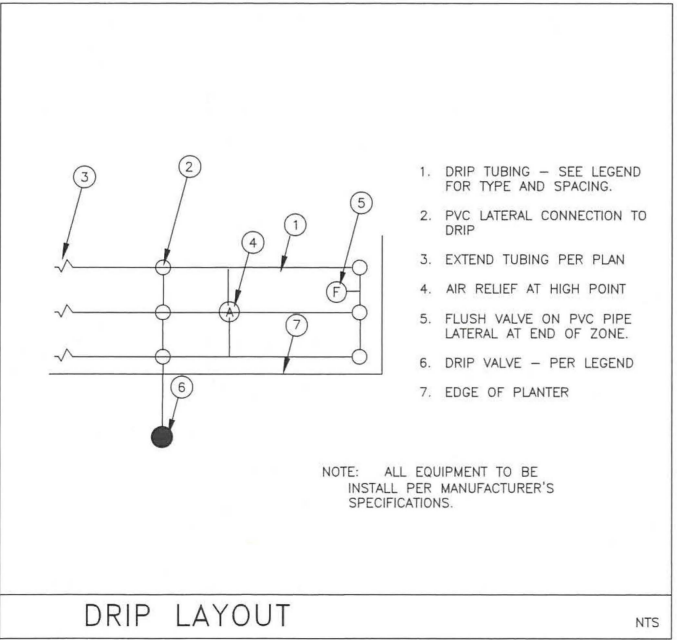 3
2
5
1
4
7
6
F
A
1. DRIP TUBING – SEE LEGEND
FOR TYPE AND SPACING.
2. PVC LATERAL CONNECTION TO
DRIP
3. EXTEND TUBING PER PLAN
4. AIR RELIEF AT HIGH POINT
5. FLUSH VALVE ON PVC PIPE
LATERAL AT END OF ZONE.
6. DRIP VALVE – PER LEGEND
7. EDGE OF PLANTER
NOTE: ALL EQUIPMENT TO BE
INSTALL PER MANUFACTURER'S
SPECIFICATIONS.
DRIP LAYOUT
NTS